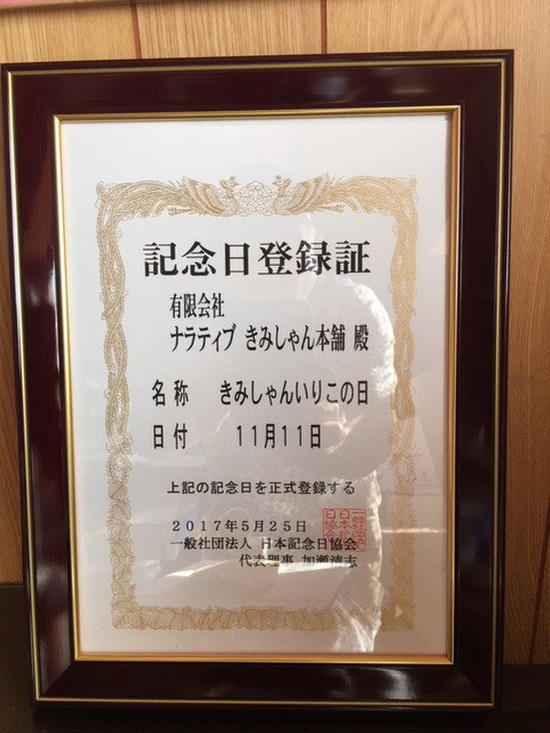 記念日登録証
有限会社
ナラティブ きみしゃん本舗 殿
名称 きみしゃんいりこの日
日付 11月11日
上記の記念日を正式登録する
2017年5月25日
一般社団法人 日本記念日協会
代表理事 加瀬清志